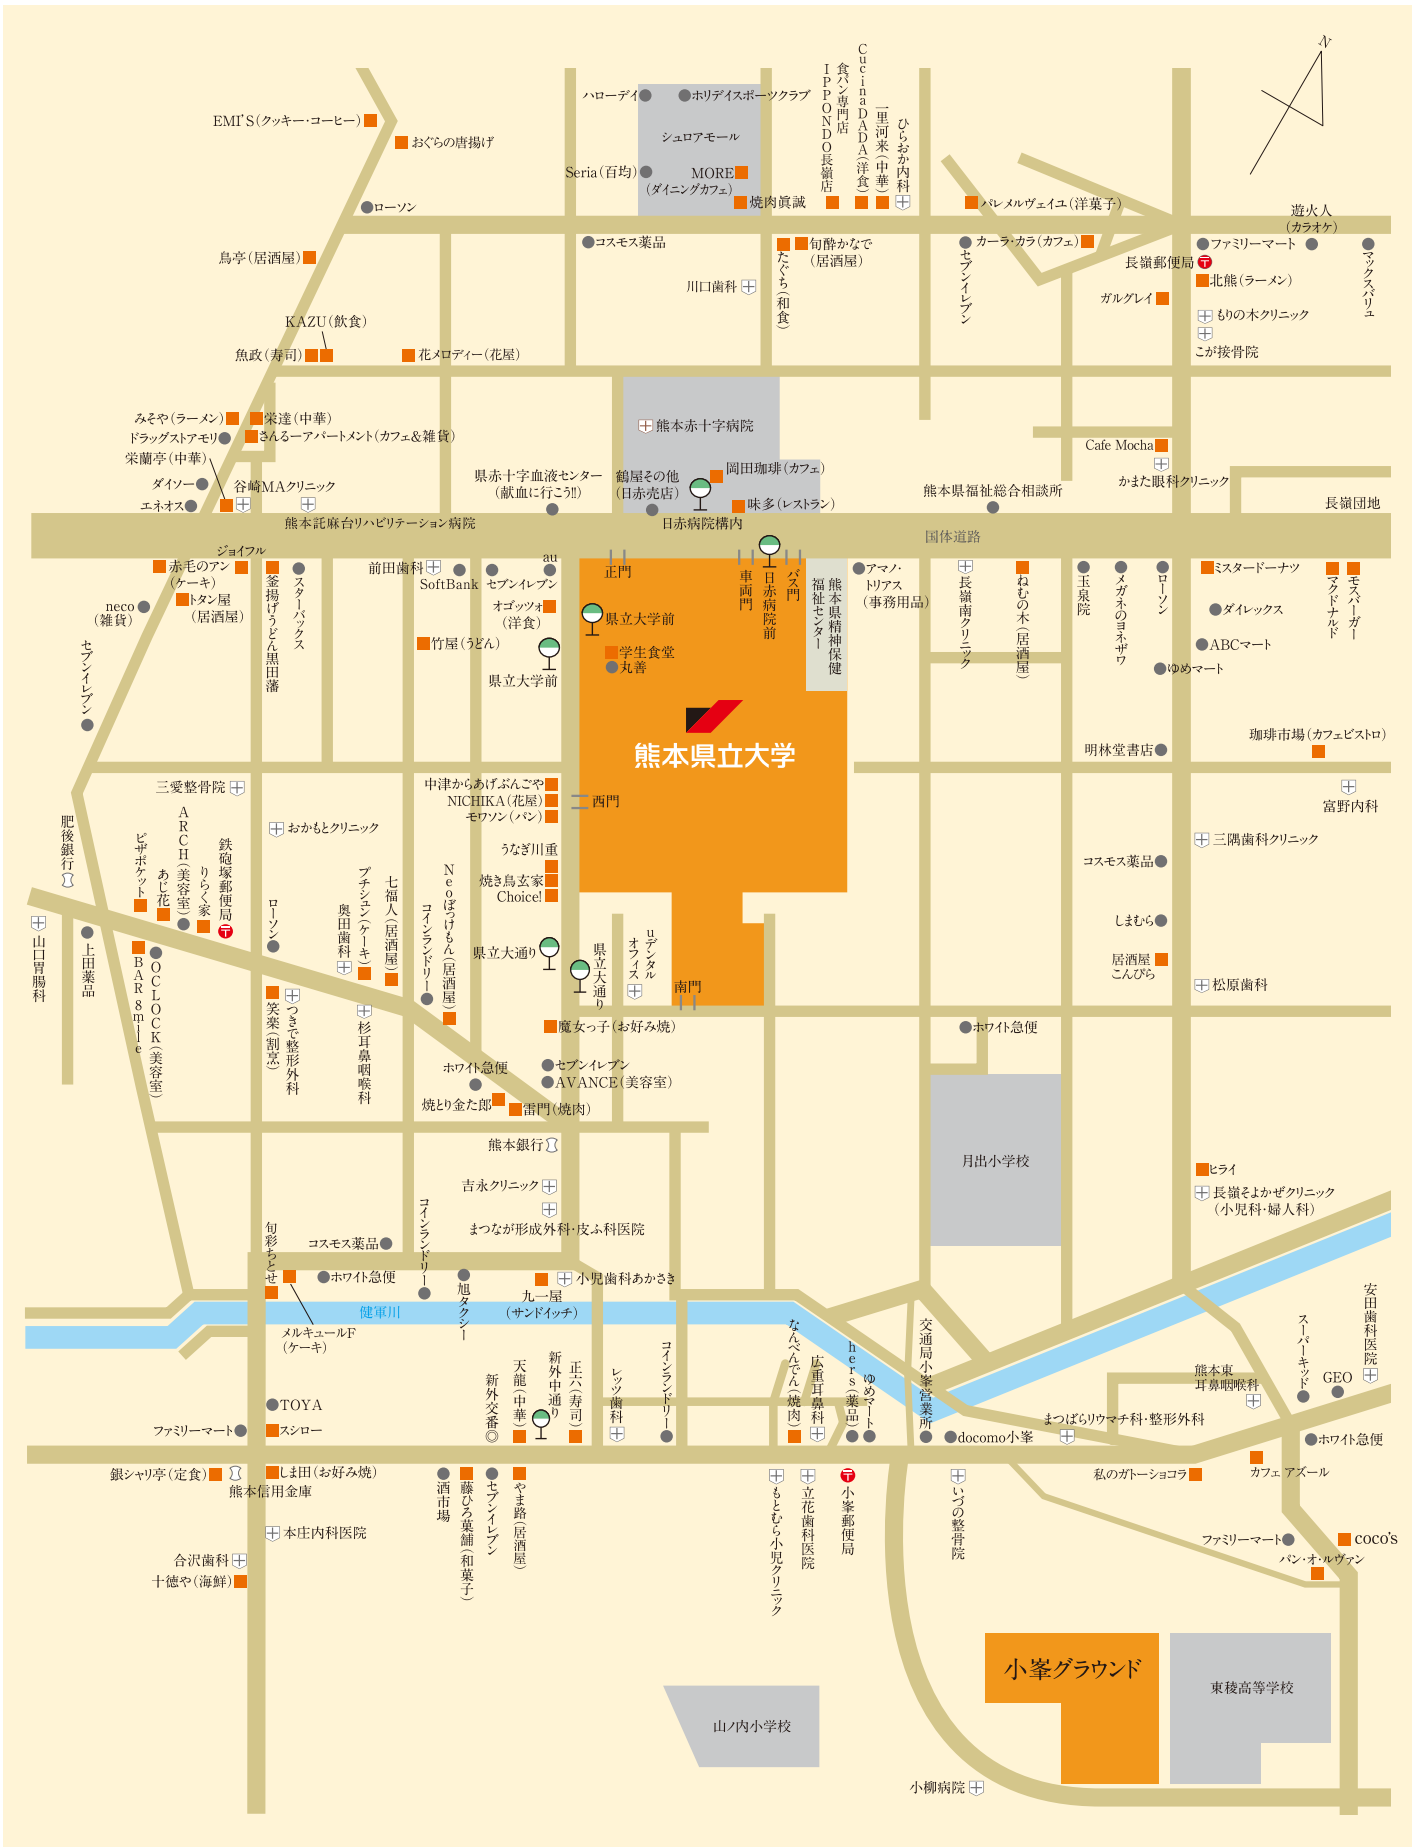 N
ハローデイ
ホリデイスポーツクラブ
シュロアモール
Seria（百均）
MORE
（ダイニングカフェ）
焼肉眞誠
食パン専門店
IPPONDO長嶺店
CucinaDADA（洋食）
一里河来（中華）
ひらおか内科
EMI'S（クッキー・コーヒー）
おぐらの唐揚げ
ローソン
パレメルヴェイユ（洋菓子）
遊火人
（カラオケ）
鳥亭（居酒屋）
コスモス薬品
旬酔かなで
（居酒屋）
たぐち（和食）
川口歯科
カーラ・カラ（カフェ）
セブンイレブン
ファミリーマート
長嶺郵便局
北熊（ラーメン）
ガルグレイ
マックスバリュ
もりの木クリニック
こが接骨院
KAZU（飲食）
魚政（寿司）
花メロディー（花屋）
みそや（ラーメン）
栄達（中華）
ドラッグストアモリ
さんるーアパートメント（カフェ＆雑貨）
栄蘭亭（中華）
ダイソー
谷崎MAクリニック
エネオス
熊本託麻台リハビリテーション病院
熊本赤十字病院
県赤十字血液センター
（献血に行こう!!）
鶴屋その他
（日赤売店）
岡田珈琲（カフェ）
味多（レストラン）
日赤病院構内
Cafe Mocha
かまた眼科クリニック
熊本県福祉総合相談所
長嶺団地
国体道路
ジョイフル
赤毛のアン
（ケーキ）
トタン屋
（居酒屋）
neco
（雑貨）
釜揚げうどん黒田藩
スターバックス
前田歯科
SoftBank
セブンイレブン
au
オゴッツォ
（洋食）
竹屋（うどん）
県立大学前
正門
県立大学前
学生食堂
丸善
車両門
日赤病院前
バス門
熊本県精神保健
福祉センター
アマノ・
トリアス
（事務用品）
長嶺南クリニック
ねむの木（居酒屋）
玉泉院
メガネのヨネザワ
ローソン
ミスタードーナツ
マクドナルド
モスバーガー
ダイレックス
ABCマート
ゆめマート
セブンイレブン
熊本県立大学
明林堂書店
珈琲市場（カフェビストロ）
富野内科
三愛整骨院
おかもとクリニック
中津からあげぶんごや
NICHIKA（花屋）
モワソン（パン）
西門
うなぎ川重
焼き鳥玄家
Choice!
三隅歯科クリニック
コスモス薬品
しまむら
居酒屋
こんぴら
松原歯科
肥後銀行
ピザポケット
あじ花
ARCH（美容室）
りらく家
鉄砲塚郵便局
ローソン
奥田歯科
プチシュン（ケーキ）
七福人（居酒屋）
コインランドリー
Neoぼっけもん（居酒屋）
県立大通り
県立大通り
uデンタル
オフィス
南門
山口胃腸科
上田薬品
BAR 8mile
OCLOCK（美容室）
笑楽（割烹）
つきで整形外科
杉耳鼻咽喉科
魔女っ子（お好み焼）
ホワイト急便
ホワイト急便
セブンイレブン
AVANCE（美容室）
焼とり金た郎
雷門（焼肉）
熊本銀行
吉永クリニック
まつなが形成外科・皮ふ科医院
月出小学校
ヒライ
長嶺そよかぜクリニック
（小児科・婦人科）
旬彩ちとせ
コスモス薬品
コインランドリー
ホワイト急便
旭タクシー
小児歯科あかさき
九一屋
（サンドイッチ）
健軍川
メルキュールF
（ケーキ）
新外交番
天龍（中華）
新外中通り
正六（寿司）
レッツ歯科
コインランドリー
なんべんでん（焼肉）
広重耳鼻科
hers（薬品）
ゆめマート
交通局小峯営業所
docomo小峯
まつばらリウマチ科・整形外科
熊本東
耳鼻咽喉科
スーパーキッド
GEO
安田歯科医院
ホワイト急便
カフェ アズール
私のガトーショコラ
TOYA
ファミリーマート
スシロー
銀シャリ亭（定食）
熊本信用金庫
しま田（お好み焼）
酒市場
藤ひろ菓舗（和菓子）
セブンイレブン
やま路（居酒屋）
もとむら小児クリニック
立花歯科医院
小峯郵便局
いづの整骨院
本庄内科医院
合沢歯科
十徳や（海鮮）
ファミリーマート
coco's
パン・オ・ルヴァン
小峯グラウンド
東稜高等学校
山ノ内小学校
小柳病院